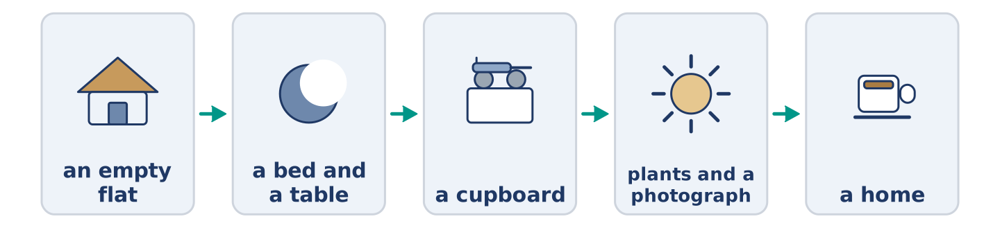 an empty
flat
a bed and
a table
a cupboard
plants and a
photograph
a home